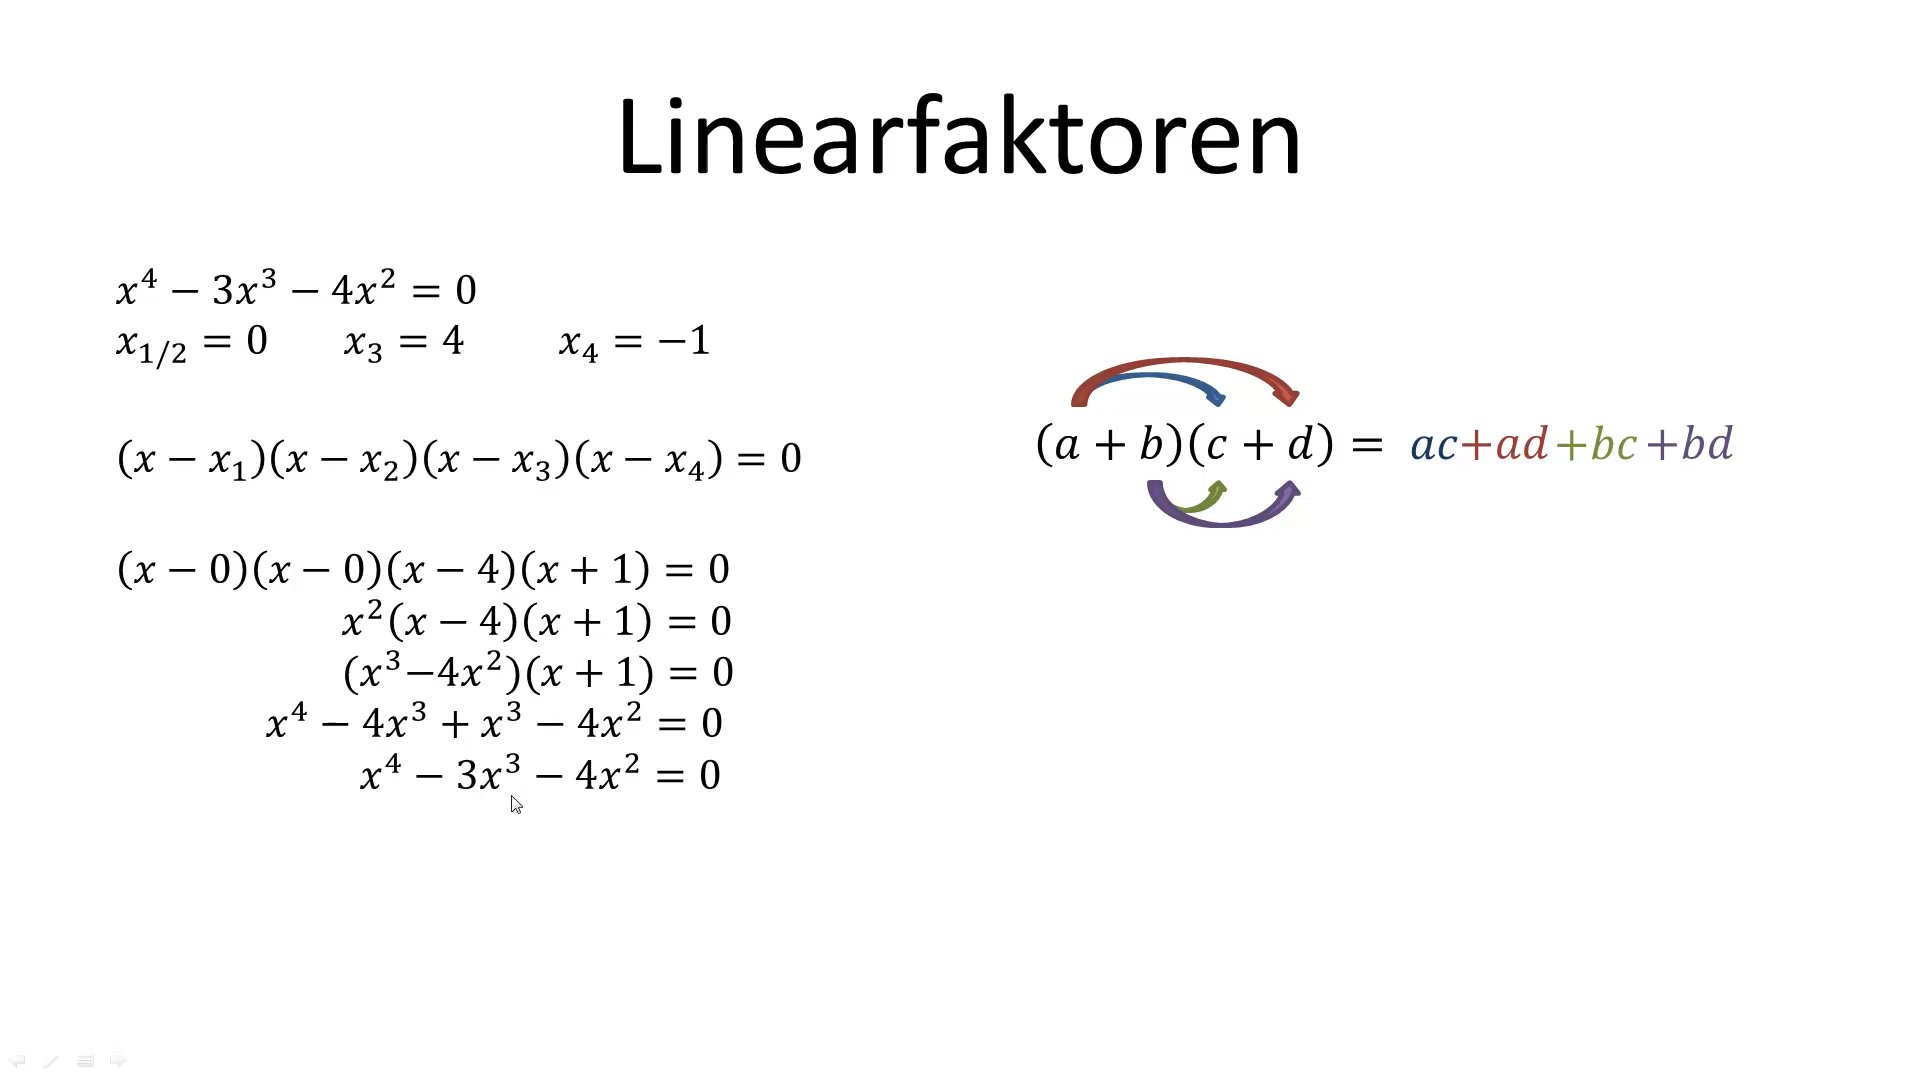 Linearfaktoren
x⁴ − 3x³ − 4x² = 0
x₁/₂ = 0 x₃ = 4 x₄ = −1
(x − x₁)(x − x₂)(x − x₃)(x − x₄) = 0
(x − 0)(x − 0)(x − 4)(x + 1) = 0
x²(x − 4)(x + 1) = 0
(x³−4x²)(x + 1) = 0
x⁴ − 4x³ + x³ − 4x² = 0
x⁴ − 3x³ − 4x² = 0
(a + b)(c + d) = ac+ad+bc+bd